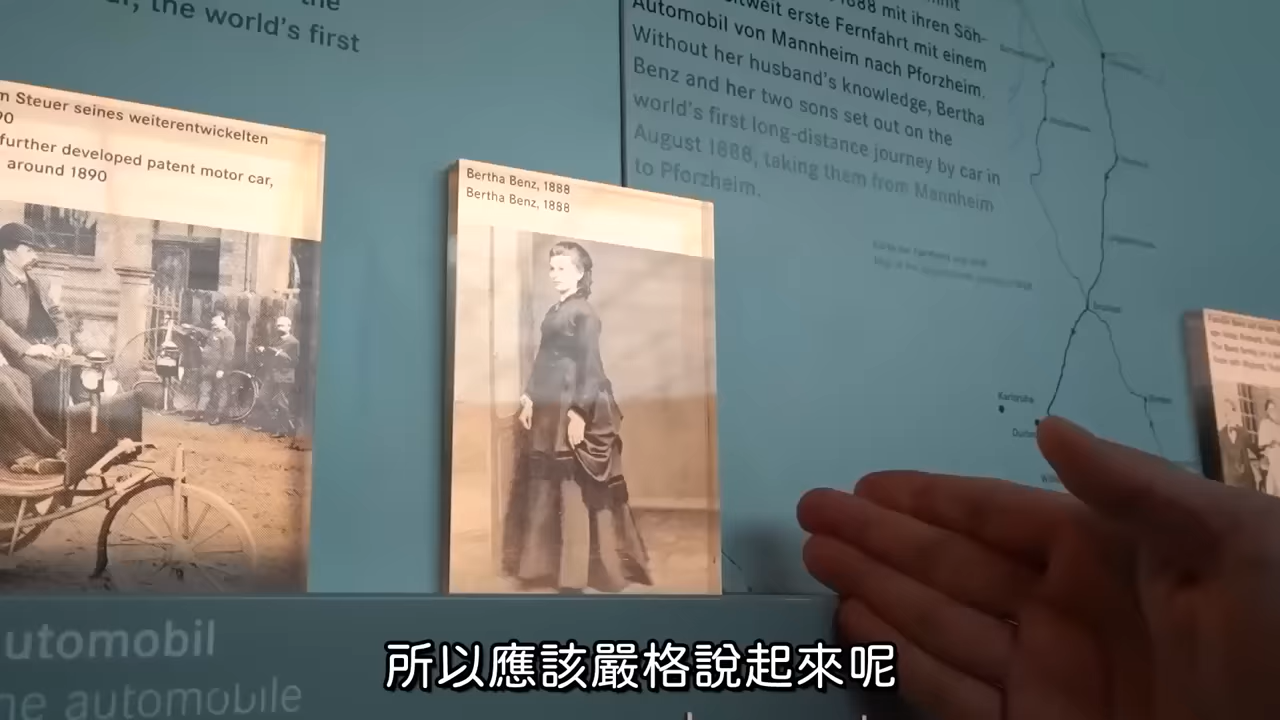 the
the world's first
1888 mit ihren Söh-
weltweit erste Fernfahrt mit einem
Automobil von Mannheim nach Pforzheim.
Without her husband's knowledge, Bertha
Benz and her two sons set out on the
world's first long-distance journey by car in
August 1888, taking them from Mannheim
to Pforzheim.
Steuer seines weiterentwickelten
90
further developed patent motor car,
around 1890
Bertha Benz, 1888
Bertha Benz, 1888
Karlsruhe
utomobil
he automobile
所以應該嚴格說起來呢